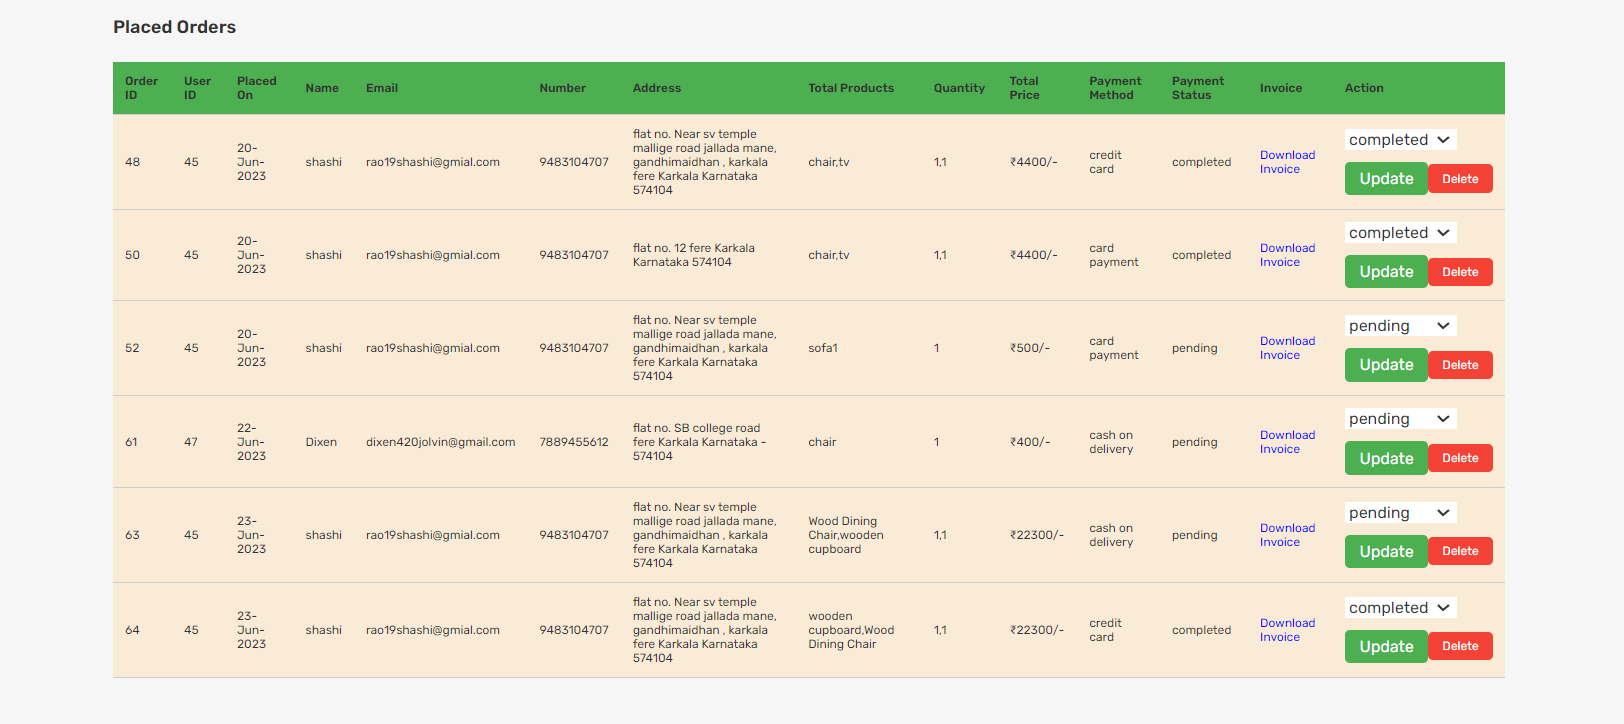 Placed Orders
Order ID User ID Placed On Name Email Number Address Total Products Quantity Total Price Payment Method Payment Status Invoice Action
48 45 20-Jun-2023 shashi rao19shashi@gmial.com 9483104707 flat no. Near sv temple mallige road jallada mane, gandhimaidhan , karkala fere Karkala Karnataka 574104 chair,tv 1,1 ₹4400/- credit card completed Download Invoice completed Update Delete
50 45 20-Jun-2023 shashi rao19shashi@gmial.com 9483104707 flat no. 12 fere Karkala Karnataka 574104 chair,tv 1,1 ₹4400/- card payment completed Download Invoice completed Update Delete
52 45 20-Jun-2023 shashi rao19shashi@gmial.com 9483104707 flat no. Near sv temple mallige road jallada mane, gandhimaidhan , karkala fere Karkala Karnataka 574104 sofa1 1 ₹500/- card payment pending Download Invoice pending Update Delete
61 47 22-Jun-2023 Dixen dixen420jolvin@gmail.com 7889455612 flat no. SB college road fere Karkala Karnataka - 574104 chair 1 ₹400/- cash on delivery pending Download Invoice pending Update Delete
63 45 23-Jun-2023 shashi rao19shashi@gmial.com 9483104707 flat no. Near sv temple mallige road jallada mane, gandhimaidhan , karkala fere Karkala Karnataka 574104 Wood Dining Chair,wooden cupboard 1,1 ₹22300/- cash on delivery pending Download Invoice pending Update Delete
64 45 23-Jun-2023 shashi rao19shashi@gmial.com 9483104707 flat no. Near sv temple mallige road jallada mane, gandhimaidhan , karkala fere Karkala Karnataka 574104 wooden cupboard,Wood Dining Chair 1,1 ₹22300/- credit card completed Download Invoice completed Update Delete